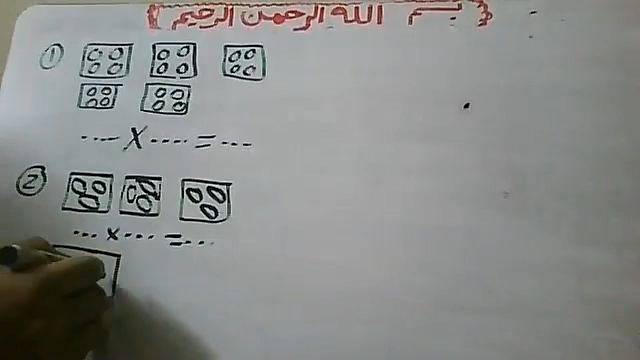 بسم الله الرحمن الرحيم
1
.... X .... = ...
2
... x ... = ...